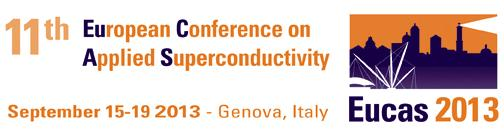 11th European Conference on
Applied Superconductivity
September 15-19 2013 - Genova, Italy
Eucas 2013